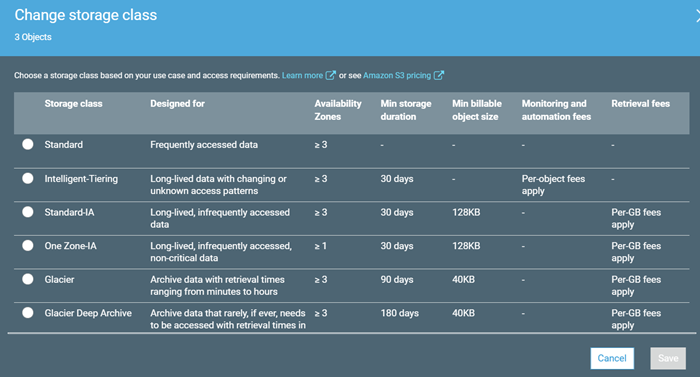 Change storage class
3 Objects
Choose a storage class based on your use case and access requirements. Learn more or see Amazon S3 pricing
Storage class Designed for Availability Zones Min storage duration Min billable object size Monitoring and automation fees Retrieval fees
Standard Frequently accessed data ≥ 3 - - - -
Intelligent-Tiering Long-lived data with changing or unknown access patterns ≥ 3 30 days - Per-object fees apply -
Standard-IA Long-lived, infrequently accessed data ≥ 3 30 days 128KB - Per-GB fees apply
One Zone-IA Long-lived, infrequently accessed, non-critical data ≥ 1 30 days 128KB - Per-GB fees apply
Glacier Archive data with retrieval times ranging from minutes to hours ≥ 3 90 days 40KB - Per-GB fees apply
Glacier Deep Archive Archive data that rarely, if ever, needs to be accessed with retrieval times in ≥ 3 180 days 40KB - Per-GB fees apply
Cancel Save